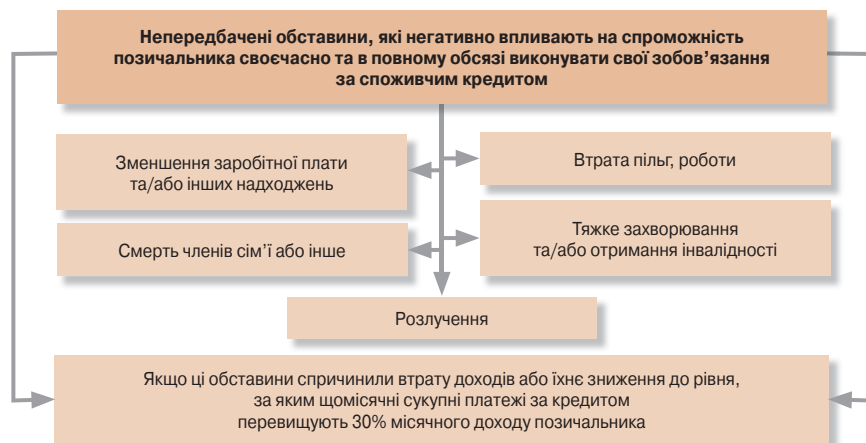 Непередбачені обставини, які негативно впливають на спроможність
позичальника своєчасно та в повному обсязі виконувати свої зобов’язання
за споживчим кредитом
Зменшення заробітної плати
та/або інших надходжень
Втрата пільг, роботи
Смерть членів сім’ї або інше
Тяжке захворювання
та/або отримання інвалідності
Розлучення
Якщо ці обставини спричинили втрату доходів або їхнє зниження до рівня,
за яким щомісячні сукупні платежі за кредитом
перевищують 30% місячного доходу позичальника